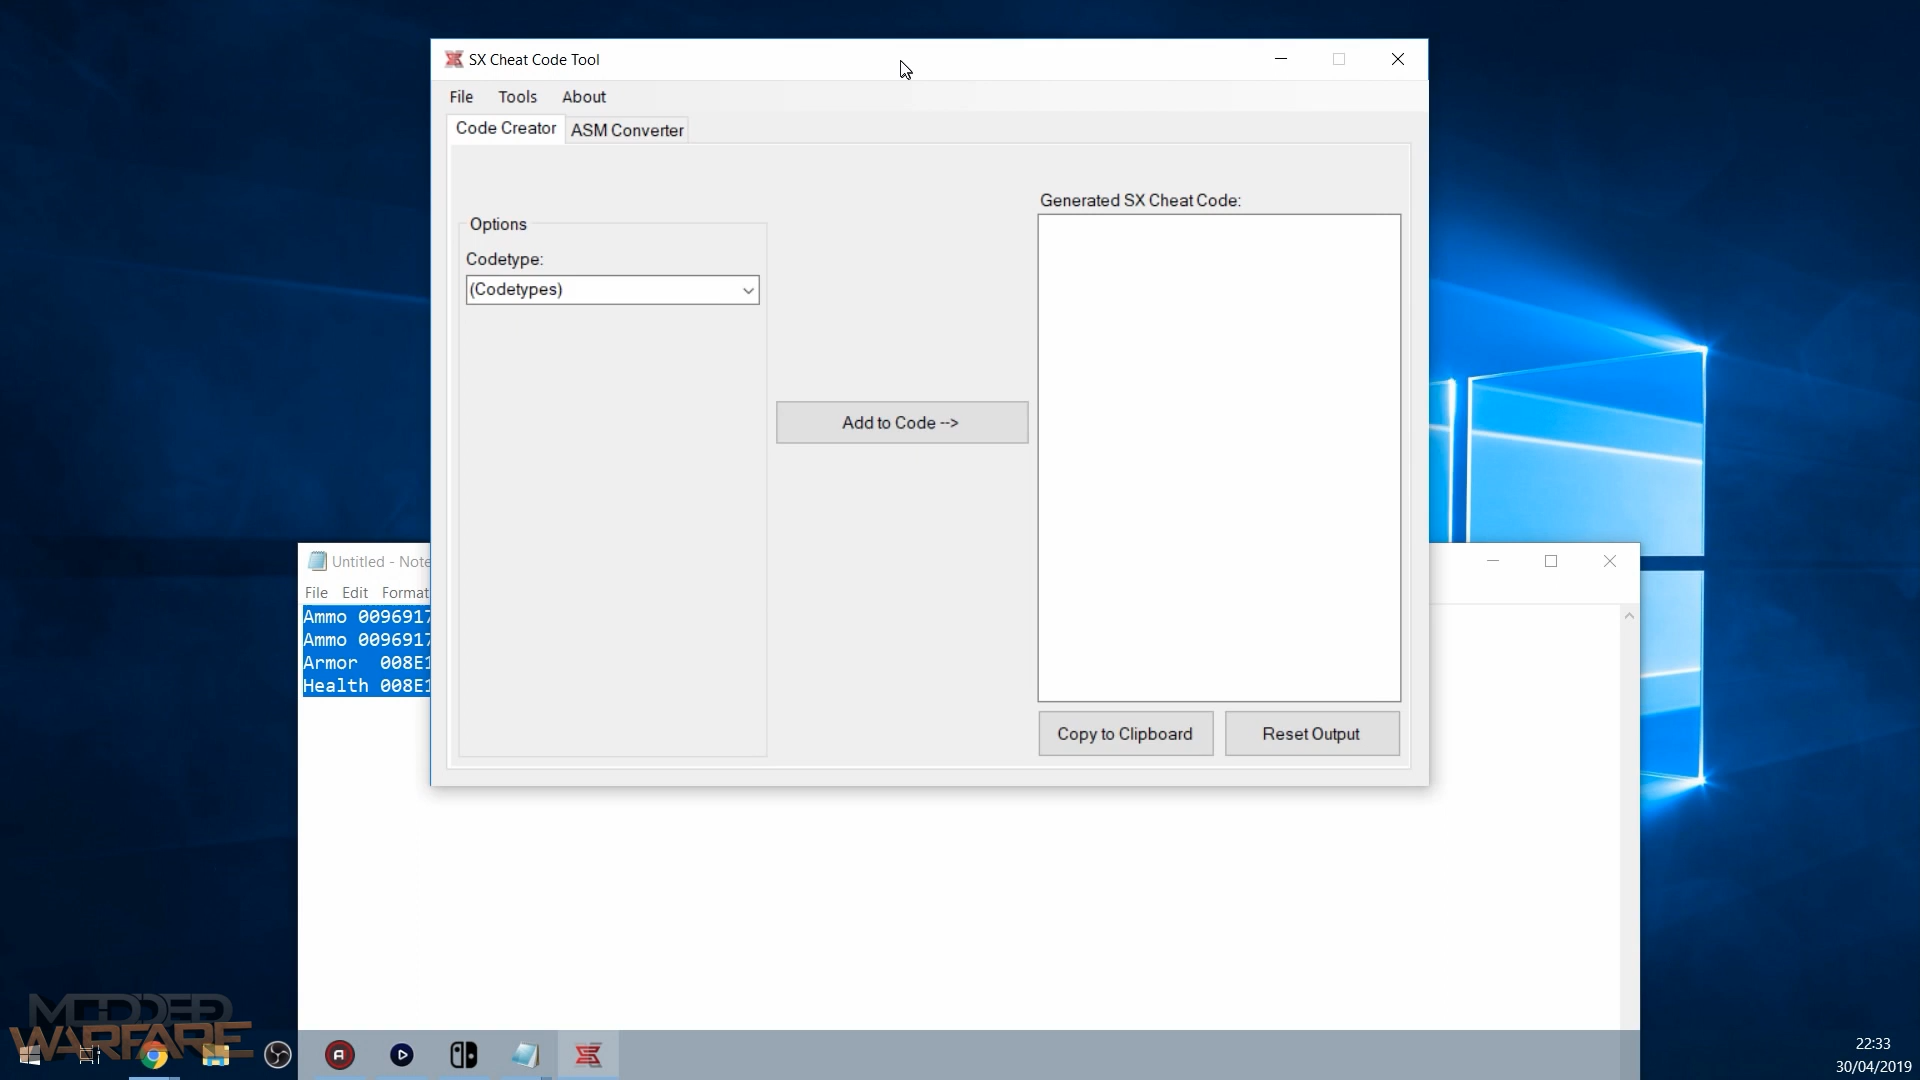 SX Cheat Code Tool
File Tools About
Code Creator ASM Converter
Generated SX Cheat Code:
Options
Codetype:
(Codetypes)
Add to Code -->
Copy to Clipboard Reset Output
Untitled - Note
File Edit Format
Ammo 0096917
Ammo 0096917
Armor 008E1
Health 008E1
MODDED
WARFARE
22:33
30/04/2019